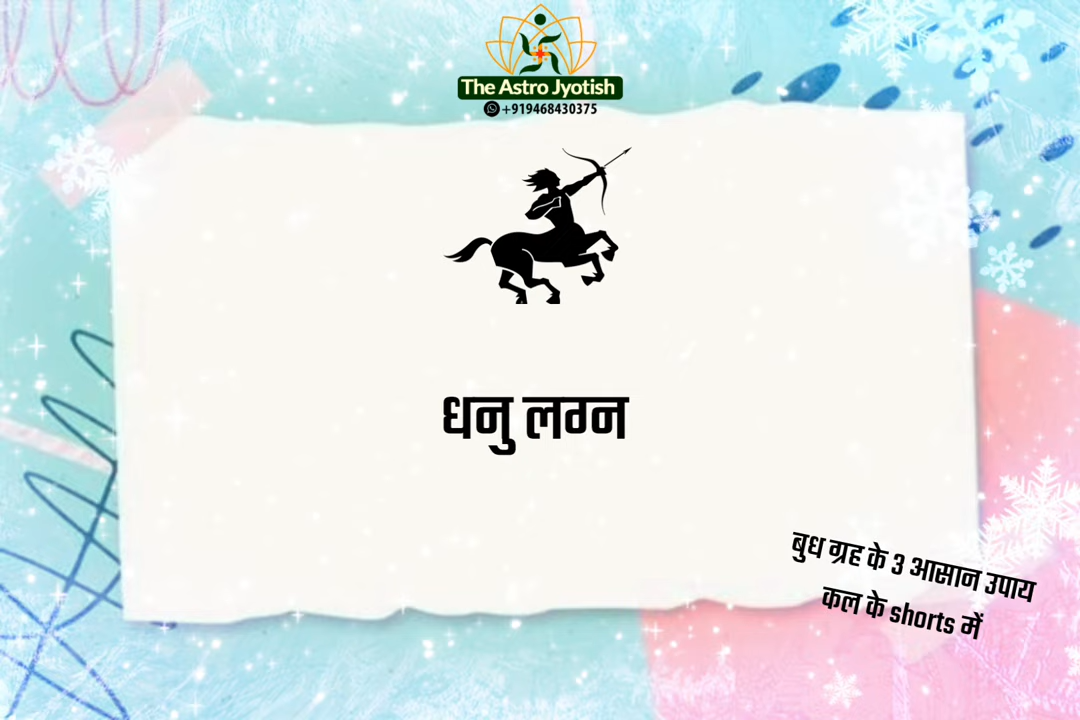 The Astro Jyotish
+919468430375
धनु लग्न
बुध ग्रह के 3 आसान उपाय
कल के shorts में